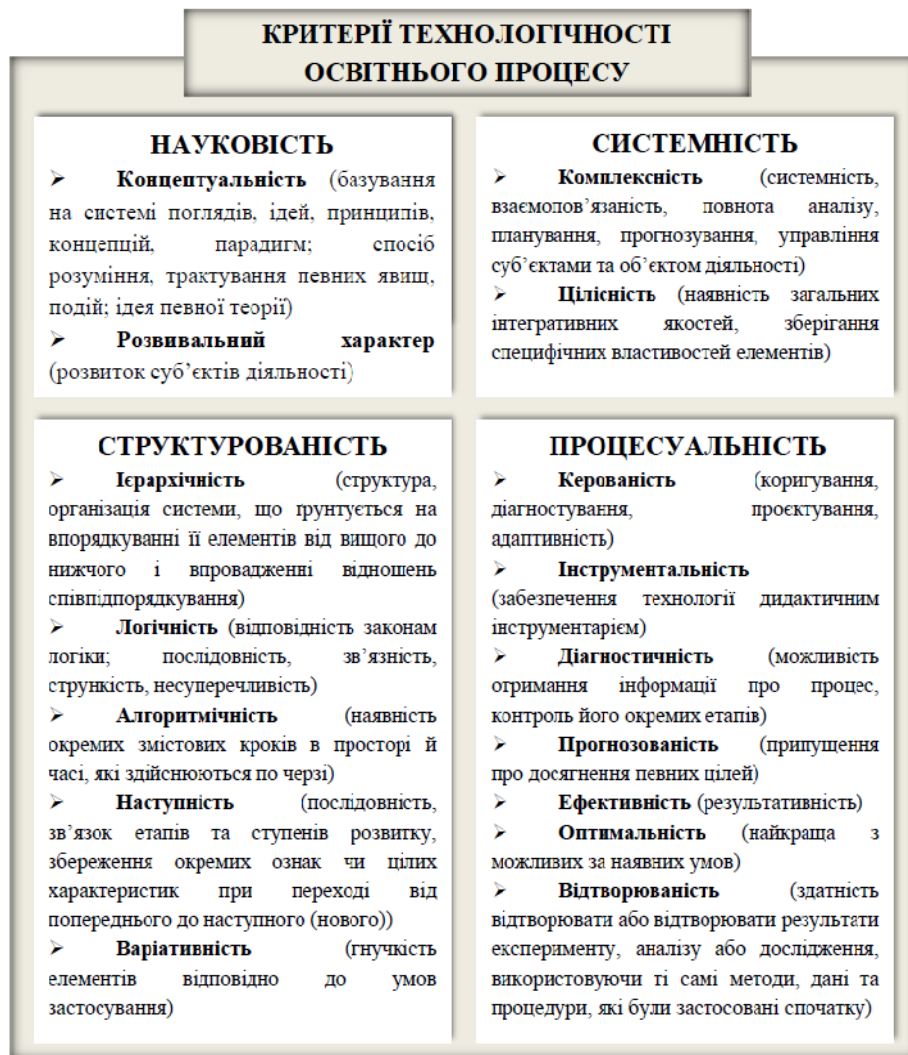 КРИТЕРІЇ ТЕХНОЛОГІЧНОСТІ
ОСВІТНЬОГО ПРОЦЕСУ
НАУКОВІСТЬ
➢ Концептуальність (базування
на системі поглядів, ідей, принципів,
концепцій, парадигм; спосіб
розуміння, трактування певних явищ,
подій; ідея певної теорії)
➢ Розвивальний характер
(розвиток суб’єктів діяльності)
СИСТЕМНІСТЬ
➢ Комплексність (системність,
взаємопов’язаність, повнота аналізу,
планування, прогнозування, управління
суб’єктами та об’єктом діяльності)
➢ Цілісність (наявність загальних
інтегративних якостей, зберігання
специфічних властивостей елементів)
СТРУКТУРОВАНІСТЬ
➢ Ієрархічність (структура,
організація системи, що ґрунтується на
впорядкуванні її елементів від вищого до
нижчого і впровадженні відношень
співпідпорядкування)
➢ Логічність (відповідність законам
логіки; послідовність, зв’язність,
стрункість, несуперечливість)
➢ Алгоритмічність (наявність
окремих змістових кроків в просторі й
часі, які здійснюються по черзі)
➢ Наступність (послідовність,
зв’язок етапів та ступенів розвитку,
збереження окремих ознак чи цілих
характеристик при переході від
попереднього до наступного (нового))
➢ Варіативність (гнучкість
елементів відповідно до умов
застосування)
ПРОЦЕСУАЛЬНІСТЬ
➢ Керованість (коригування,
діагностування, проєктування,
адаптивність)
➢ Інструментальність
(забезпечення технології дидактичним
інструментарієм)
➢ Діагностичність (можливість
отримання інформації про процес,
контроль його окремих етапів)
➢ Прогнозованість (припущення
про досягнення певних цілей)
➢ Ефективність (результативність)
➢ Оптимальність (найкраща з
можливих за наявних умов)
➢ Відтворюваність (здатність
відтворювати або відтворювати результати
експерименту, аналізу або дослідження,
використовуючи ті самі методи, дані та
процедури, які були застосовані спочатку)